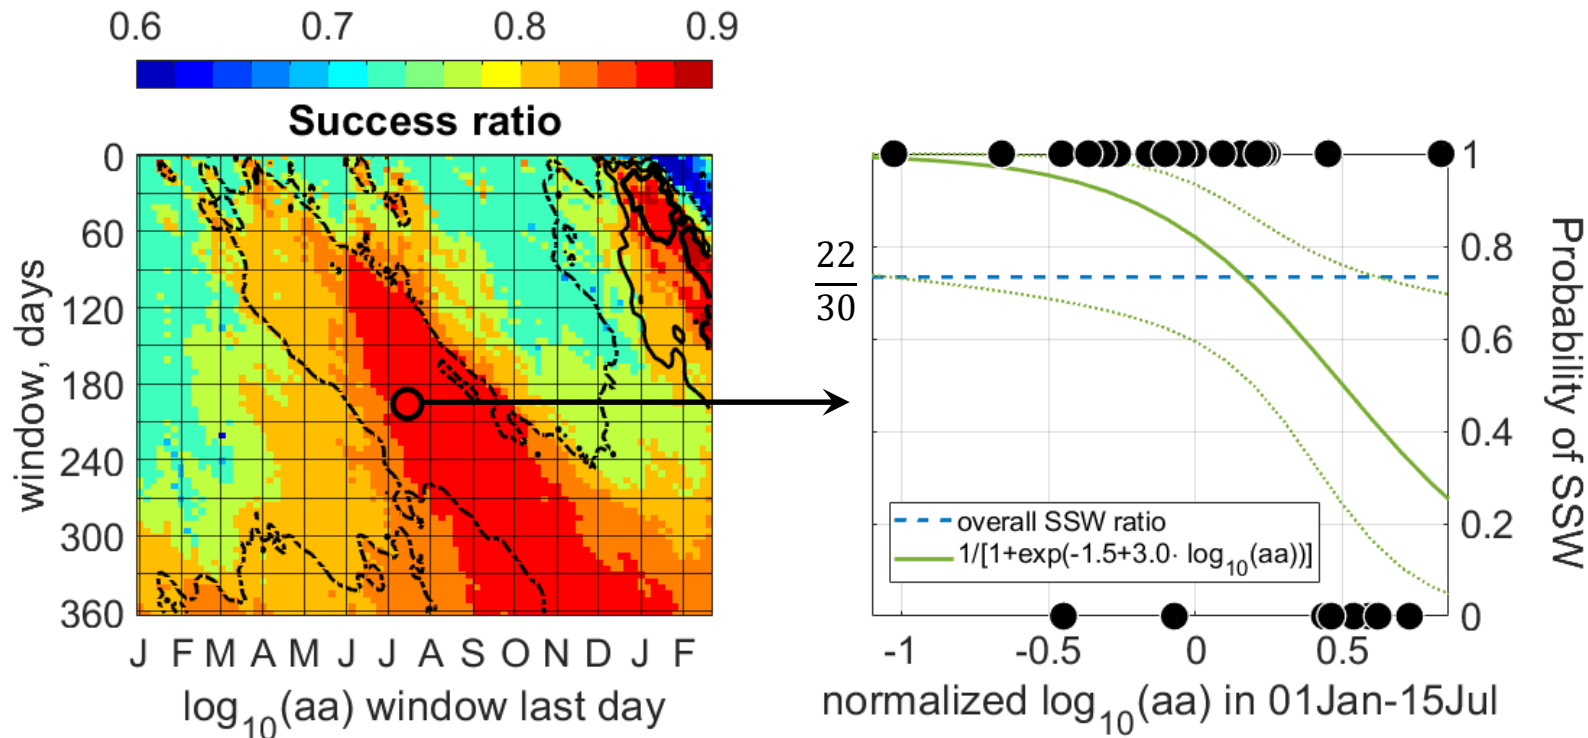 0.6 0.7 0.8 0.9
Success ratio
0
60
120
180
240
300
360
window, days
J F M A M J J A S O N D J F
log10(aa) window last day
22
30
1
0.8
0.6
0.4
0.2
0
Probability of SSW
overall SSW ratio
1/[1+exp(-1.5+3.0· log10(aa))]
-1 -0.5 0 0.5
normalized log10(aa) in 01Jan-15Jul